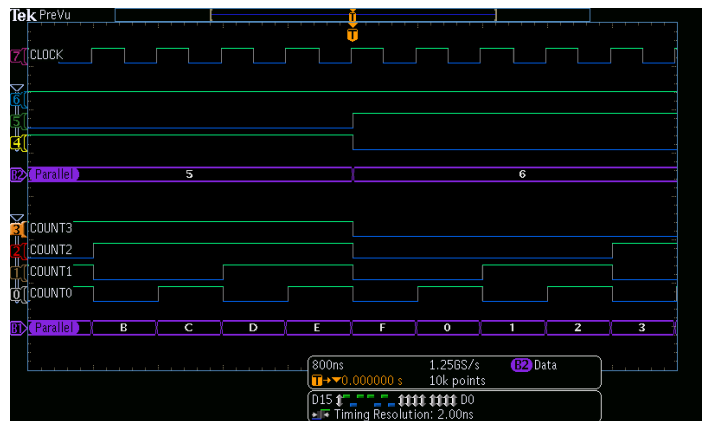 Tek PreVu
T
T
7 CLOCK
6
5
4
B2 Parallel 5 6
3 COUNT3
2 COUNT2
1 COUNT1
0 COUNT0
B1 Parallel B C D E F 0 1 2 3
800ns 1.25GS/s B2 Data
T→▼0.000000 s 10k points
D15 D0
Timing Resolution: 2.00ns